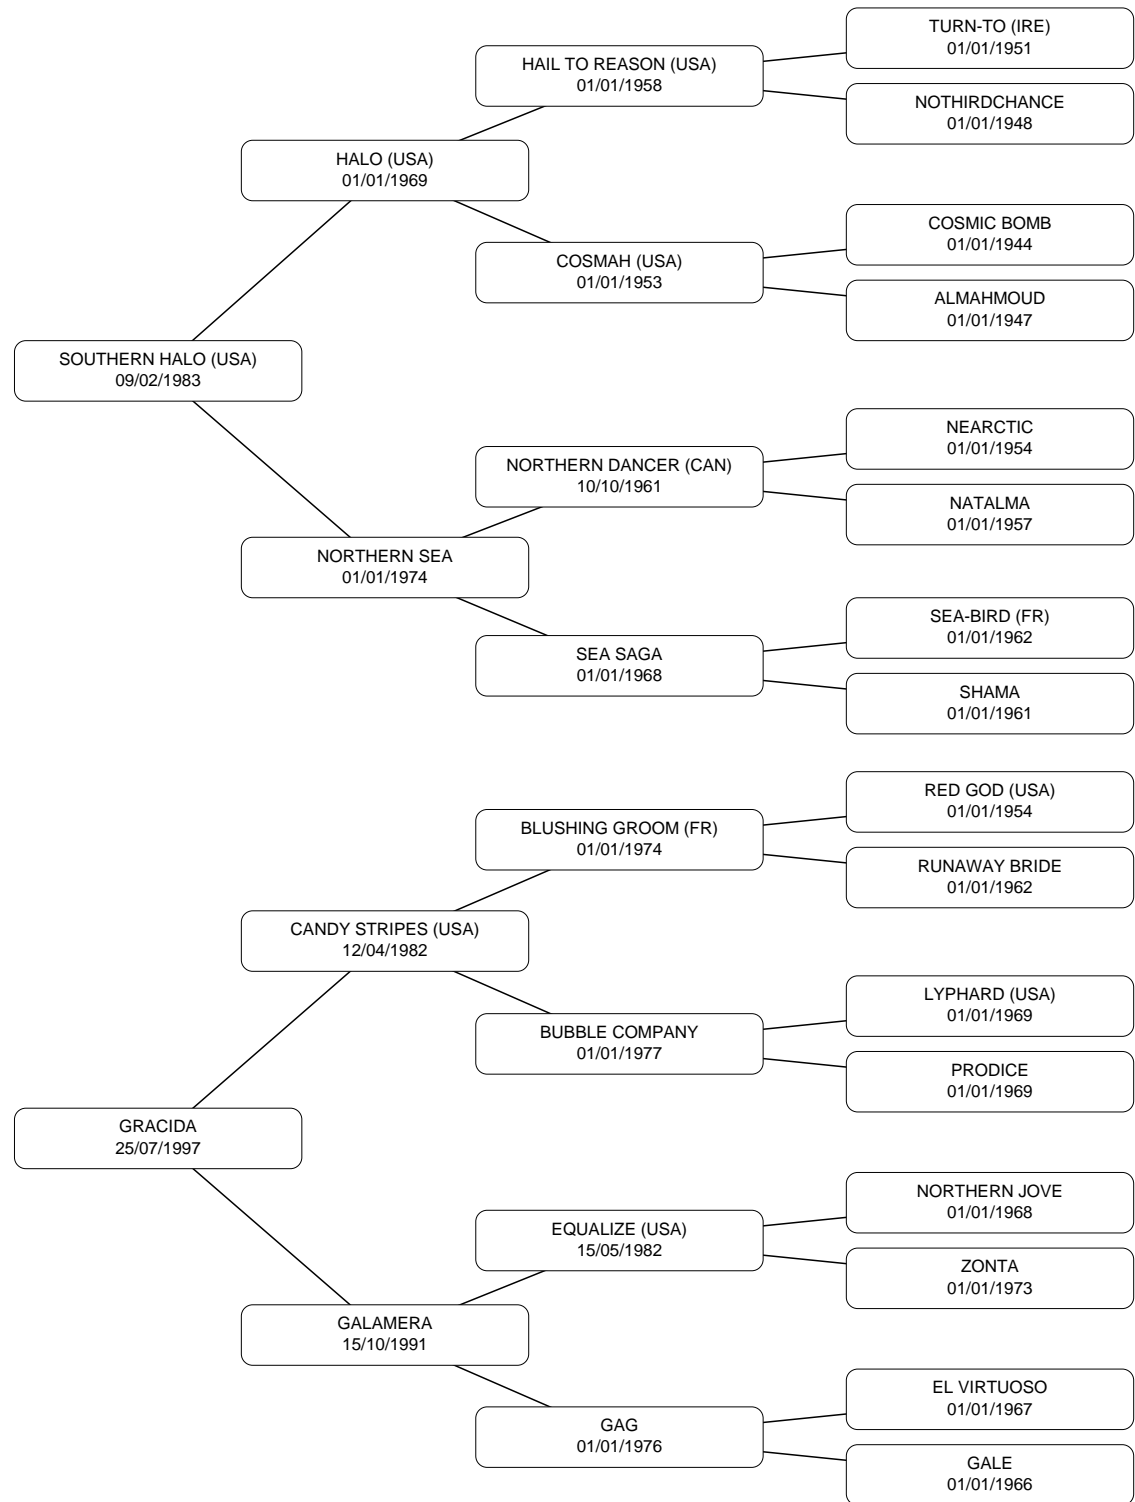 TURN-TO (IRE)
01/01/1951
HAIL TO REASON (USA)
01/01/1958
NOTHIRDCHANCE
01/01/1948
HALO (USA)
01/01/1969
COSMIC BOMB
01/01/1944
COSMAH (USA)
01/01/1953
ALMAHMOUD
01/01/1947
SOUTHERN HALO (USA)
09/02/1983
NEARCTIC
01/01/1954
NORTHERN DANCER (CAN)
10/10/1961
NATALMA
01/01/1957
NORTHERN SEA
01/01/1974
SEA-BIRD (FR)
01/01/1962
SEA SAGA
01/01/1968
SHAMA
01/01/1961
RED GOD (USA)
01/01/1954
BLUSHING GROOM (FR)
01/01/1974
RUNAWAY BRIDE
01/01/1962
CANDY STRIPES (USA)
12/04/1982
LYPHARD (USA)
01/01/1969
BUBBLE COMPANY
01/01/1977
PRODICE
01/01/1969
GRACIDA
25/07/1997
NORTHERN JOVE
01/01/1968
EQUALIZE (USA)
15/05/1982
ZONTA
01/01/1973
GALAMERA
15/10/1991
EL VIRTUOSO
01/01/1967
GAG
01/01/1976
GALE
01/01/1966